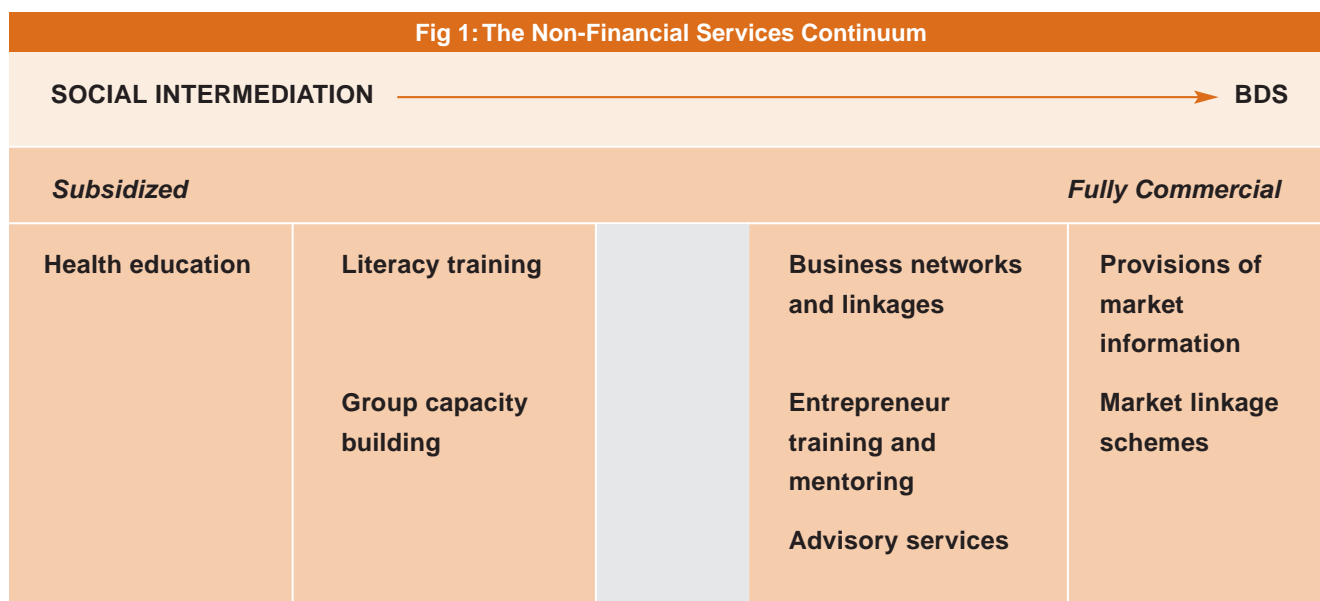 Fig 1: The Non-Financial Services Continuum
SOCIAL INTERMEDIATION
BDS
Subsidized
Fully Commercial
Health education
Literacy training
Group capacity
building
Business networks
and linkages
Entrepreneur
training and
mentoring
Advisory services
Provisions of
market
information
Market linkage
schemes